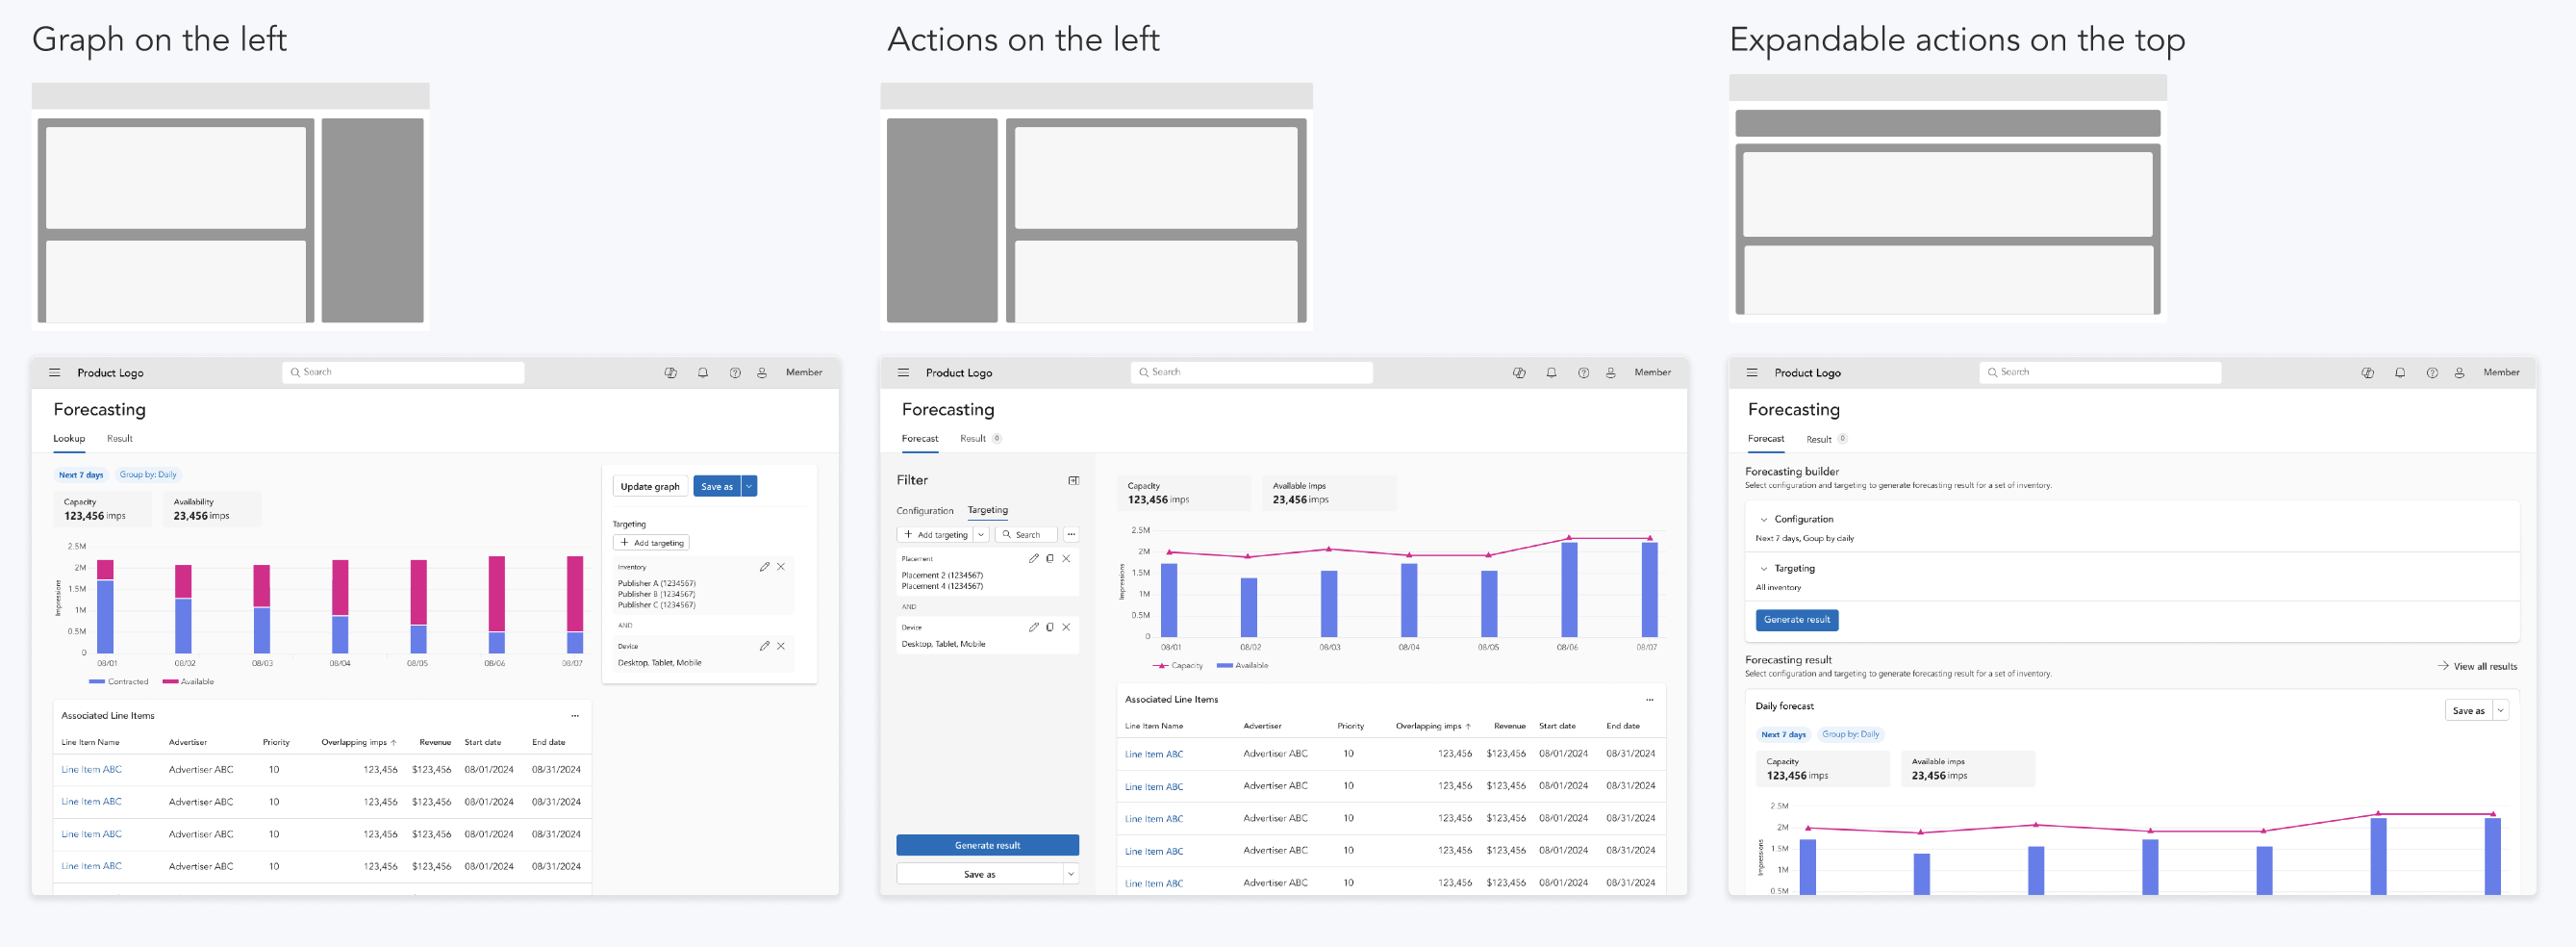 Graph on the left
Product Logo
Search
Member
Forecasting
Lookup Result
Next 7 days Group by: Daily
Capacity
123,456 imps
Availability
23,456 imps
2.5M
2M
1.5M
1M
0.5M
0
Impressions
08/01 08/02 08/03 08/04 08/05 08/06 08/07
Contracted Available
Update graph Save as
Targeting
+ Add targeting
Inventory
Publisher A (1234567)
Publisher B (1234567)
Publisher C (1234567)
AND
Device
Desktop, Tablet, Mobile
Associated Line Items
Line Item Name Advertiser Priority Overlapping imps ↑ Revenue Start date End date
Line Item ABC Advertiser ABC 10 123,456 $123,456 08/01/2024 08/31/2024
Line Item ABC Advertiser ABC 10 123,456 $123,456 08/01/2024 08/31/2024
Line Item ABC Advertiser ABC 10 123,456 $123,456 08/01/2024 08/31/2024
Line Item ABC Advertiser ABC 10 123,456 $123,456 08/01/2024 08/31/2024
Actions on the left
Product Logo
Search
Member
Forecasting
Forecast Result 0
Filter
Configuration Targeting
+ Add targeting Search
Placement
Placement 2 (1234567)
Placement 4 (1234567)
AND
Device
Desktop, Tablet, Mobile
Generate result
Save as
Capacity
123,456 imps
Available imps
23,456 imps
2.5M
2M
1.5M
1M
0.5M
0
Impressions
08/01 08/02 08/03 08/04 08/05 08/06 08/07
Capacity Available
Associated Line Items
Line Item Name Advertiser Priority Overlapping imps ↑ Revenue Start date End date
Line Item ABC Advertiser ABC 10 123,456 $123,456 08/01/2024 08/31/2024
Line Item ABC Advertiser ABC 10 123,456 $123,456 08/01/2024 08/31/2024
Line Item ABC Advertiser ABC 10 123,456 $123,456 08/01/2024 08/31/2024
Line Item ABC Advertiser ABC 10 123,456 $123,456 08/01/2024 08/31/2024
Line Item ABC Advertiser ABC 10 123,456 $123,456 08/01/2024 08/31/2024
Expandable actions on the top
Product Logo
Search
Member
Forecasting
Forecast Result 0
Forecasting builder
Select configuration and targeting to generate forecasting result for a set of inventory.
Configuration
Next 7 days, Goup by daily
Targeting
All inventory
Generate result
Forecasting result
Select configuration and targeting to generate forecasting result for a set of inventory.
View all results
Daily forecast
Save as
Next 7 days Group by: Daily
Capacity
123,456 imps
Available imps
23,456 imps
2.5M
2M
1.5M
1M
0.5M
Impressions